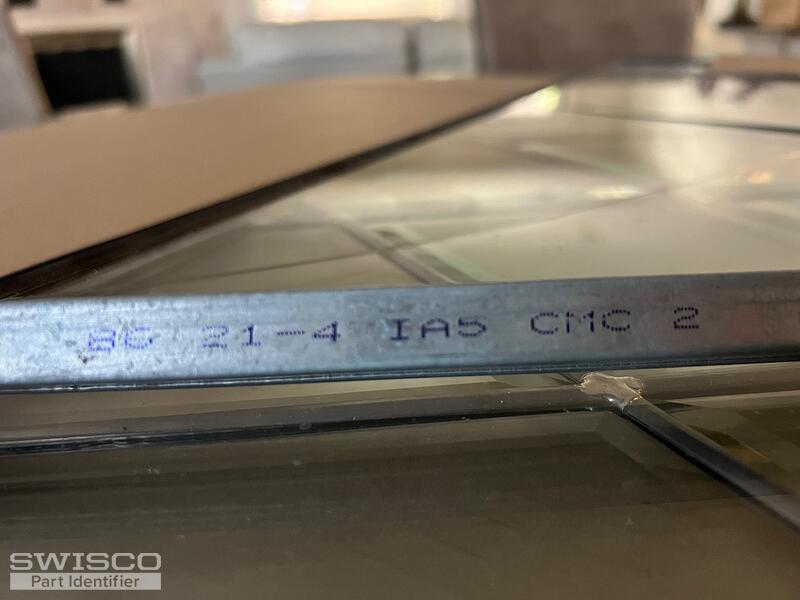 BG 21-4 IA5 CMC 2
SWISCO
Part Identifier